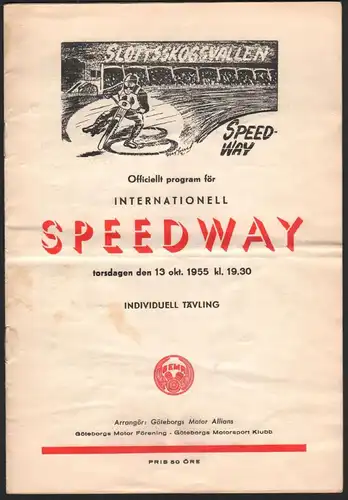 SLOTTSSKOGSVALLEN
SPEED-
WAY
Officiellt program för
INTERNATIONELL
SPEEDWAY
torsdagen den 13 okt. 1955 kl. 19.30
INDIVIDUELL TÄVLING
Arrangör: Göteborgs Motor Allians
Göteborgs Motor Förening - Göteborgs Motorsport Klubb
PRIS 50 ÖRE